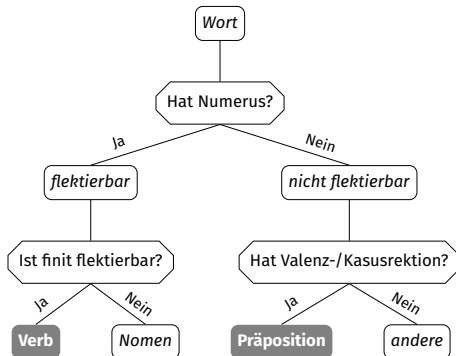 Wort
Hat Numerus?
Ja
Nein
flektierbar
nicht flektierbar
Ist finit flektierbar?
Hat Valenz-/Kasusrektion?
Ja
Nein
Ja
Nein
Verb
Nomen
Präposition
andere